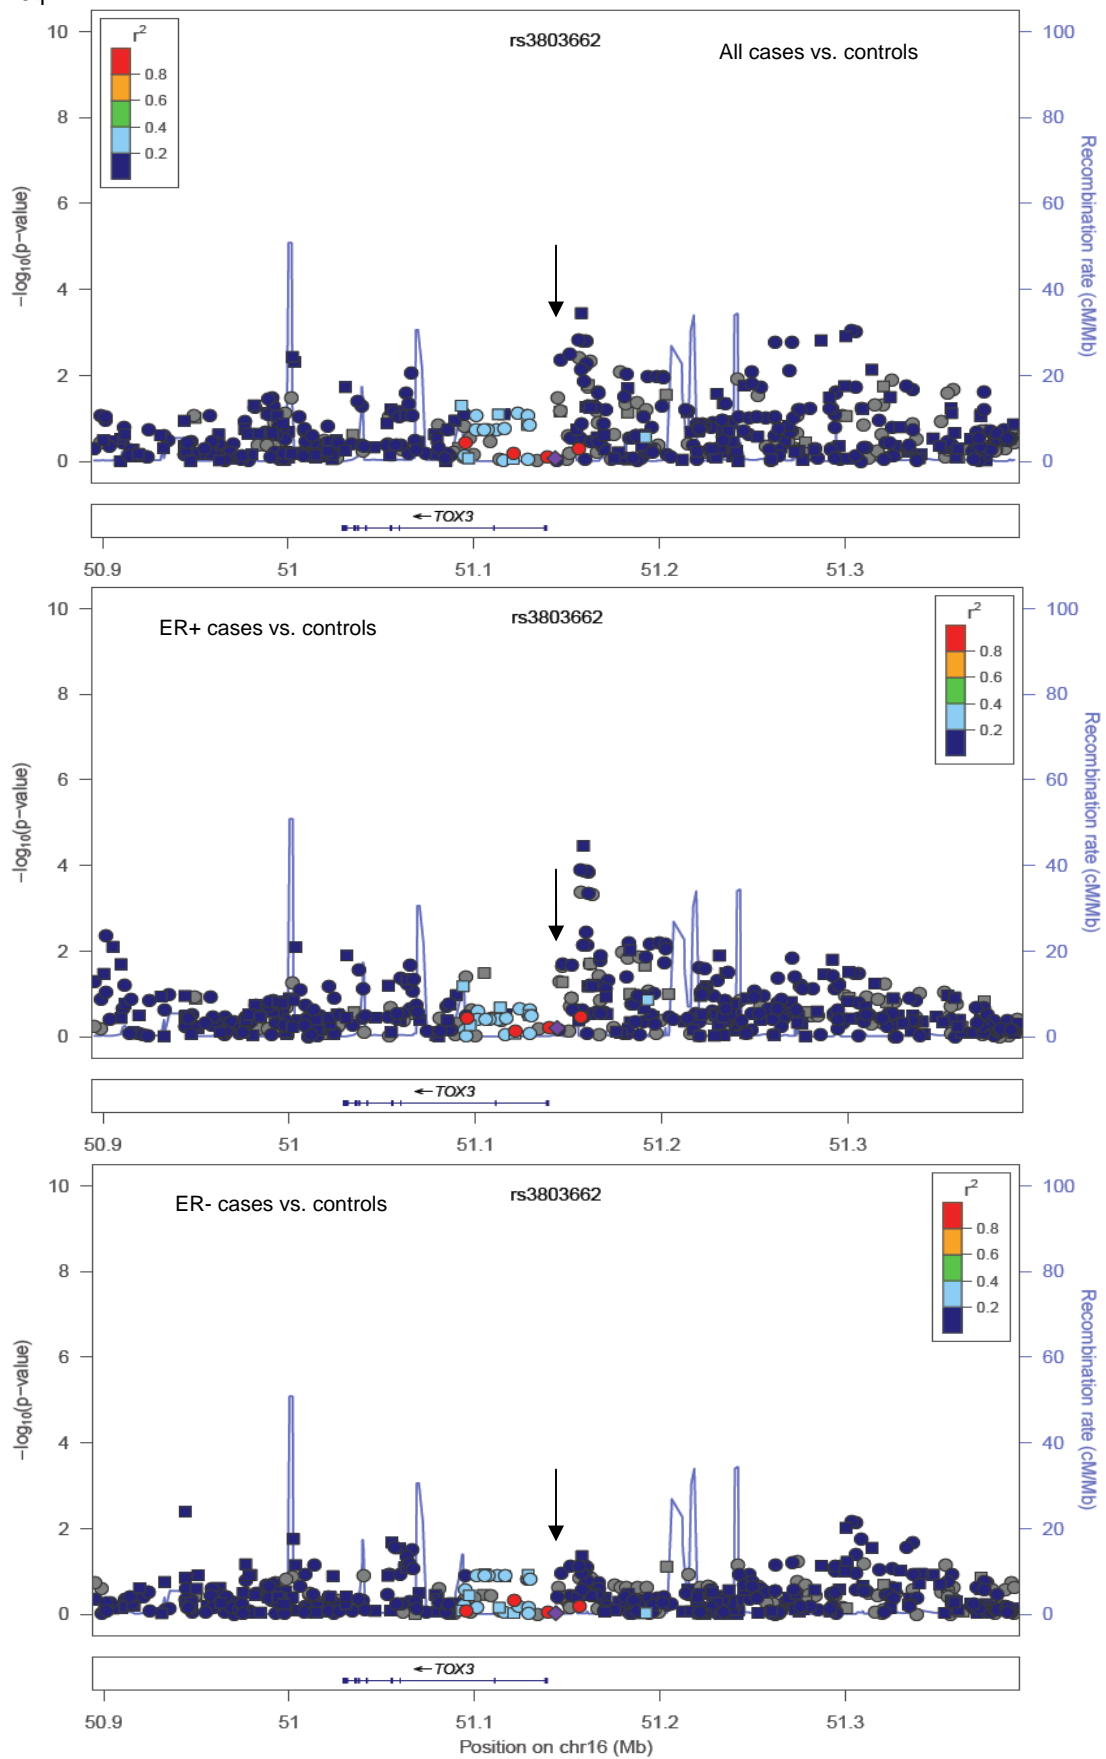 rs3803662
All cases vs. controls
r²
0.8
0.6
0.4
0.2
10
8
6
4
2
0
−log₁₀(p−value)
100
80
60
40
20
0
Recombination rate (cM/Mb)
←TOX3
50.9 51 51.1 51.2 51.3
rs3803662
ER+ cases vs. controls
r²
0.8
0.6
0.4
0.2
10
8
6
4
2
0
−log₁₀(p−value)
100
80
60
40
20
0
Recombination rate (cM/Mb)
←TOX3
50.9 51 51.1 51.2 51.3
rs3803662
ER- cases vs. controls
r²
0.8
0.6
0.4
0.2
10
8
6
4
2
0
−log₁₀(p−value)
100
80
60
40
20
0
Recombination rate (cM/Mb)
←TOX3
50.9 51 51.1 51.2 51.3
Position on chr16 (Mb)